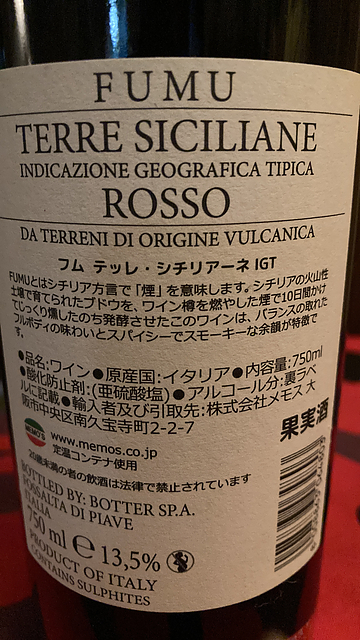 FUMU
TERRE SICILIANE
INDICAZIONE GEOGRAFICA TIPICA
ROSSO
DA TERRENI DI ORIGINE VULCANICA
フム テッレ・シチリアーネ IGT
FUMUとはシチリア方言で「煙」を意味します。シチリアの火山性
土壌で育てられたブドウを、ワイン樽を燃やした煙で10日間かけ
てじっくり燻したのち発酵させたこのワインは、バランスの取れた
フルボディの味わいとスパイシーでスモーキーな余韻が特徴で
す。
●品名:ワイン●原産国:イタリア●内容量:750ml
●酸化防止剤:(亜硫酸塩)●アルコール分:裏ラベ
ルに記載●輸入者及び引取先:株式会社メモス 大
阪市中央区南久宝寺町2-2-7
果実酒
MEMO'S
www.memos.co.jp
定温コンテナ使用
20歳未満の者の飲酒は法律で禁止されています
BOTTLED BY: BOTTER SP.A.
FOSSALTA DI PIAVE
ITALIA
750 ml e 13,5%
PRODUCT OF ITALY
CONTAINS SULPHITES